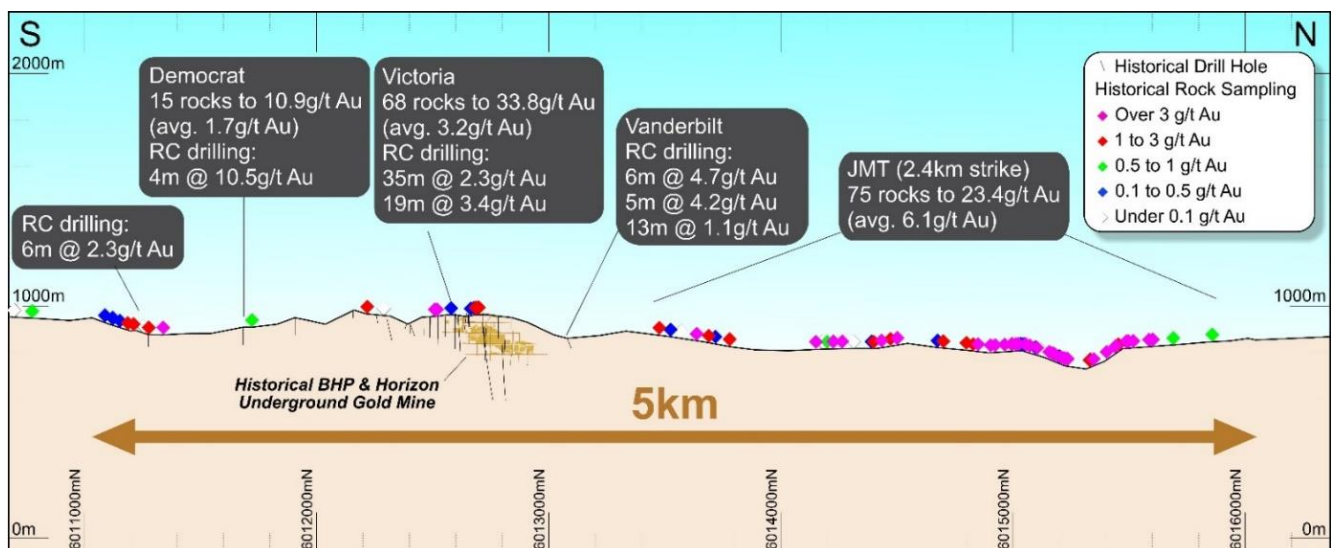 S
N
2000m
Democrat
15 rocks to 10.9g/t Au
(avg. 1.7g/t Au)
RC drilling:
4m @ 10.5g/t Au
Victoria
68 rocks to 33.8g/t Au
(avg. 3.2g/t Au)
RC drilling:
35m @ 2.3g/t Au
19m @ 3.4g/t Au
Vanderbilt
RC drilling:
6m @ 4.7g/t Au
5m @ 4.2g/t Au
13m @ 1.1g/t Au
JMT (2.4km strike)
75 rocks to 23.4g/t Au
(avg. 6.1g/t Au)
Historical Drill Hole
Historical Rock Sampling
Over 3 g/t Au
1 to 3 g/t Au
0.5 to 1 g/t Au
0.1 to 0.5 g/t Au
Under 0.1 g/t Au
RC drilling:
6m @ 2.3g/t Au
1000m
1000m
Historical BHP & Horizon
Underground Gold Mine
5km
0m
6011000mN
6012000mN
6013000mN
6014000mN
6015000mN
6016000mN
0m